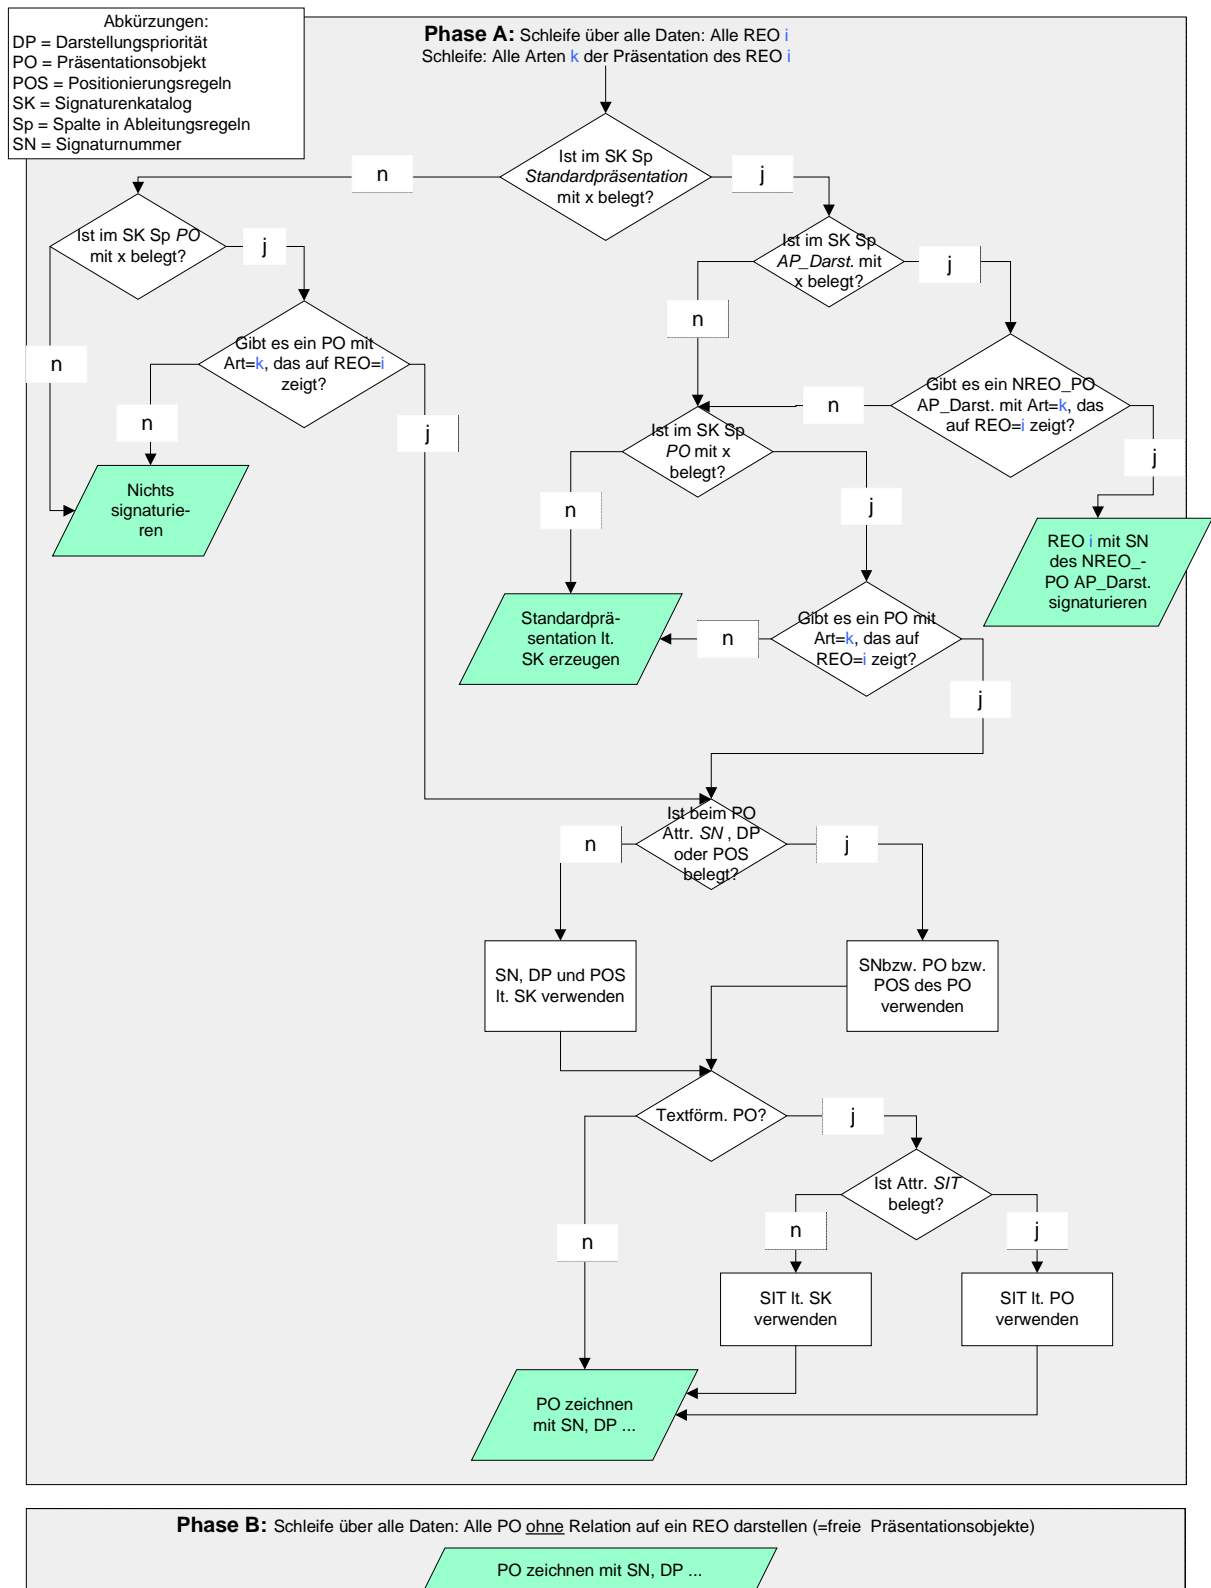 Abkürzungen:
DP = Darstellungspriorität
PO = Präsentationsobjekt
POS = Positionierungsregeln
SK = Signaturenkatalog
Sp = Spalte in Ableitungsregeln
SN = Signaturnummer
Phase A: Schleife über alle Daten: Alle REO i
Schleife: Alle Arten k der Präsentation des REO i
Ist im SK Sp
Standardpräsentation
mit x belegt?
n
j
Ist im SK Sp PO
mit x belegt?
j
n
Ist im SK Sp
AP_Darst. mit
x belegt?
j
n
Gibt es ein PO mit
Art=k, das auf REO=i
zeigt?
n
j
Gibt es ein NREO_PO
AP_Darst. mit Art=k, das
auf REO=i zeigt?
n
j
Ist im SK Sp
PO mit x
belegt?
n
j
Nichts
signaturie-
ren
REO i mit SN
des NREO_-
PO AP_Darst.
signaturieren
Standardprä-
sentation lt.
SK erzeugen
n
Gibt es ein PO mit
Art=k, das auf
REO=i zeigt?
j
Ist beim PO
Attr. SN , DP
oder POS
belegt?
n
j
SN, DP und POS
lt. SK verwenden
SNbzw. PO bzw.
POS des PO
verwenden
Textförm. PO?
j
n
Ist Attr. SIT
belegt?
n
j
SIT lt. SK
verwenden
SIT lt. PO
verwenden
PO zeichnen
mit SN, DP ...
Phase B: Schleife über alle Daten: Alle PO ohne Relation auf ein REO darstellen (=freie Präsentationsobjekte)
PO zeichnen mit SN, DP ...